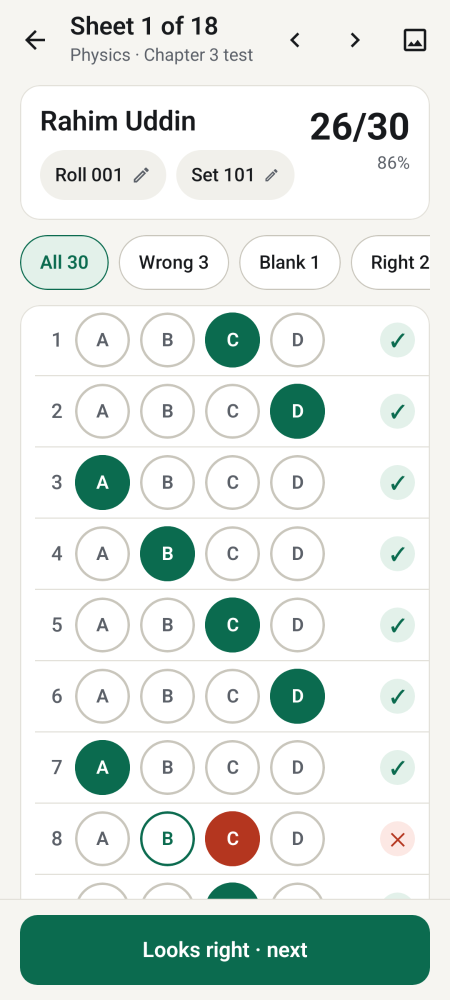 Sheet 1 of 18
Physics · Chapter 3 test
Rahim Uddin
26/30
86%
Roll 001
Set 101
All 30
Wrong 3
Blank 1
Right 2
1 A B C D ✓
2 A B C D ✓
3 A B C D ✓
4 A B C D ✓
5 A B C D ✓
6 A B C D ✓
7 A B C D ✓
8 A B C D ×
Looks right · next